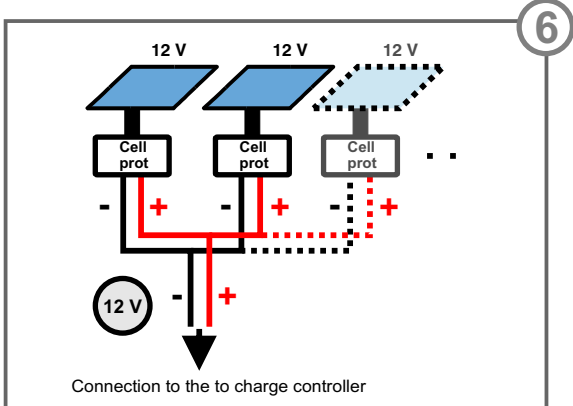 6
12 V 12 V 12 V
Cell prot Cell prot Cell prot . .
- + - + - +
12 V - +
Connection to the to charge controller